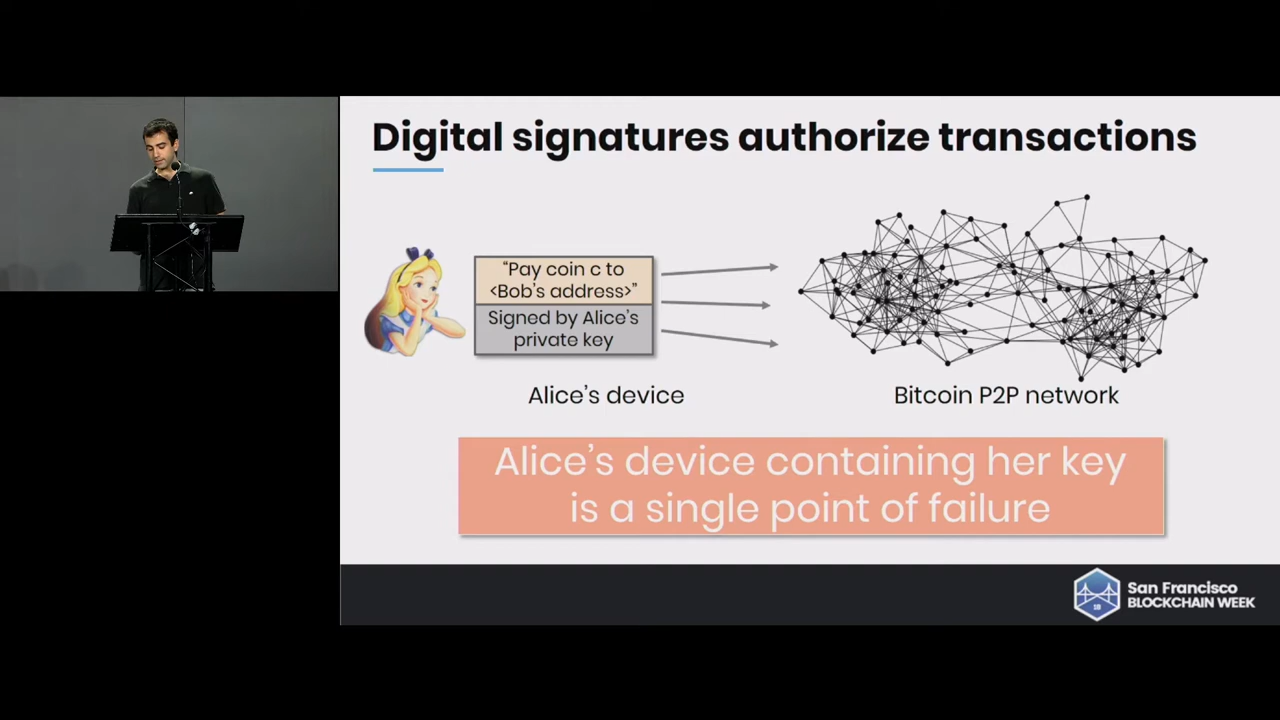 Digital signatures authorize transactions
“Pay coin c to
<Bob’s address>”
Signed by Alice’s
private key
Alice’s device
Bitcoin P2P network
Alice’s device containing her key
is a single point of failure
18
San Francisco
BLOCKCHAIN WEEK